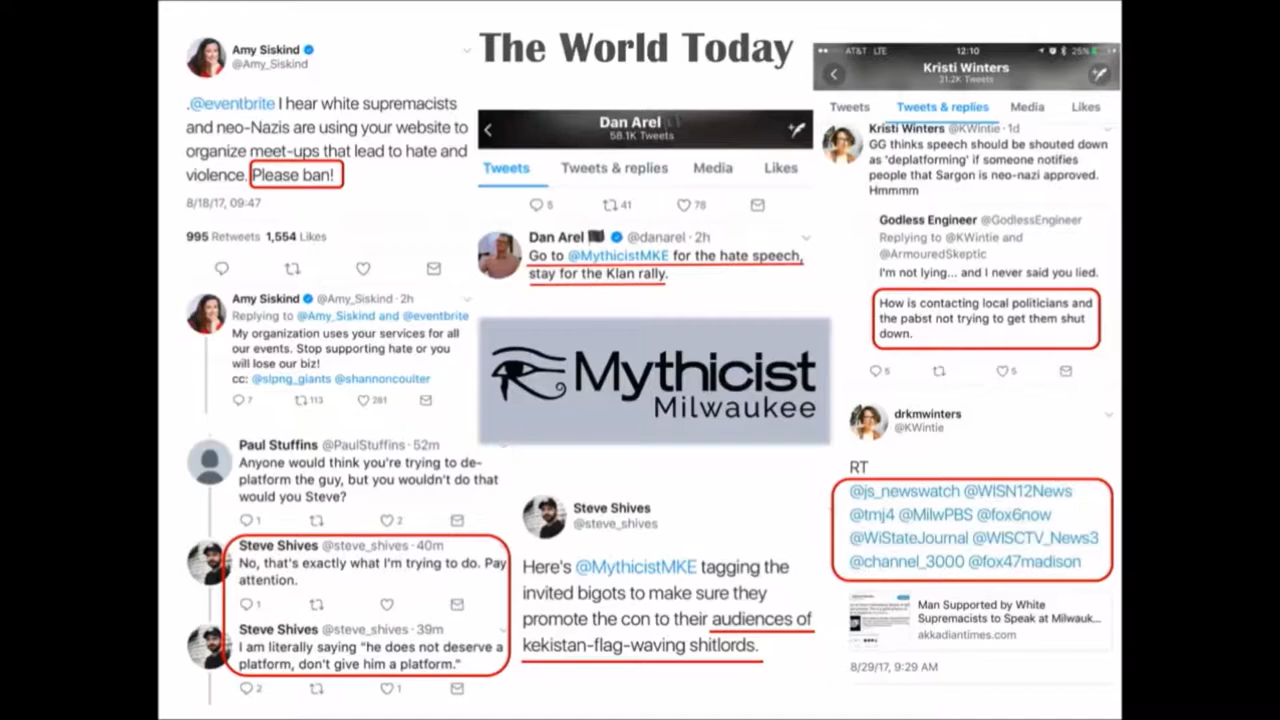 The World Today
Amy Siskind
@Amy_Siskind
.@eventbrite I hear white supremacists
and neo-Nazis are using your website to
organize meet-ups that lead to hate and
violence. Please ban!
8/18/17, 09:47
995 Retweets 1,554 Likes
Amy Siskind @Amy_Siskind · 2h
Replying to @Amy_Siskind and @eventbrite
My organization uses your services for all
our events. Stop supporting hate or you
will lose our biz!
cc: @slpng_giants @shannoncoulter
7 113 281
Paul Stuffins @PaulStuffins · 52m
Anyone would think you're trying to de-
platform the guy, but you wouldn't do that
would you Steve?
1 2
Steve Shives @steve_shives · 40m
No, that's exactly what I'm trying to do. Pay
attention.
1
Steve Shives @steve_shives · 39m
I am literally saying "he does not deserve a
platform, don't give him a platform."
2 1
Dan Arel
58.1K Tweets
Tweets Tweets & replies Media Likes
5 41 78
Dan Arel @danarel · 2h
Go to @MythicistMKE for the hate speech,
stay for the Klan rally.
Mythicist
Milwaukee
Steve Shives
@steve_shives
Here's @MythicistMKE tagging the
invited bigots to make sure they
promote the con to their audiences of
kekistan-flag-waving shitlords.
AT&T LTE 12:10 25%
Kristi Winters
31.2K Tweets
Tweets Tweets & replies Media Likes
Kristi Winters @KWintie · 1d
GG thinks speech should be shouted down
as 'deplatforming' if someone notifies
people that Sargon is neo-nazi approved.
Hmmmm
Godless Engineer @GodlessEngineer
Replying to @KWintie and
@ArmouredSkeptic
I'm not lying... and I never said you lied.
How is contacting local politicians and
the pabst not trying to get them shut
down.
5 5
drkmwinters
@KWintie
RT
@js_newswatch @WISN12News
@tmj4 @MilwPBS @fox6now
@WiStateJournal @WISCTV_News3
@channel_3000 @fox47madison
Man Supported by White
Supremacists to Speak at Milwauk...
akkadiantimes.com
8/29/17, 9:29 AM